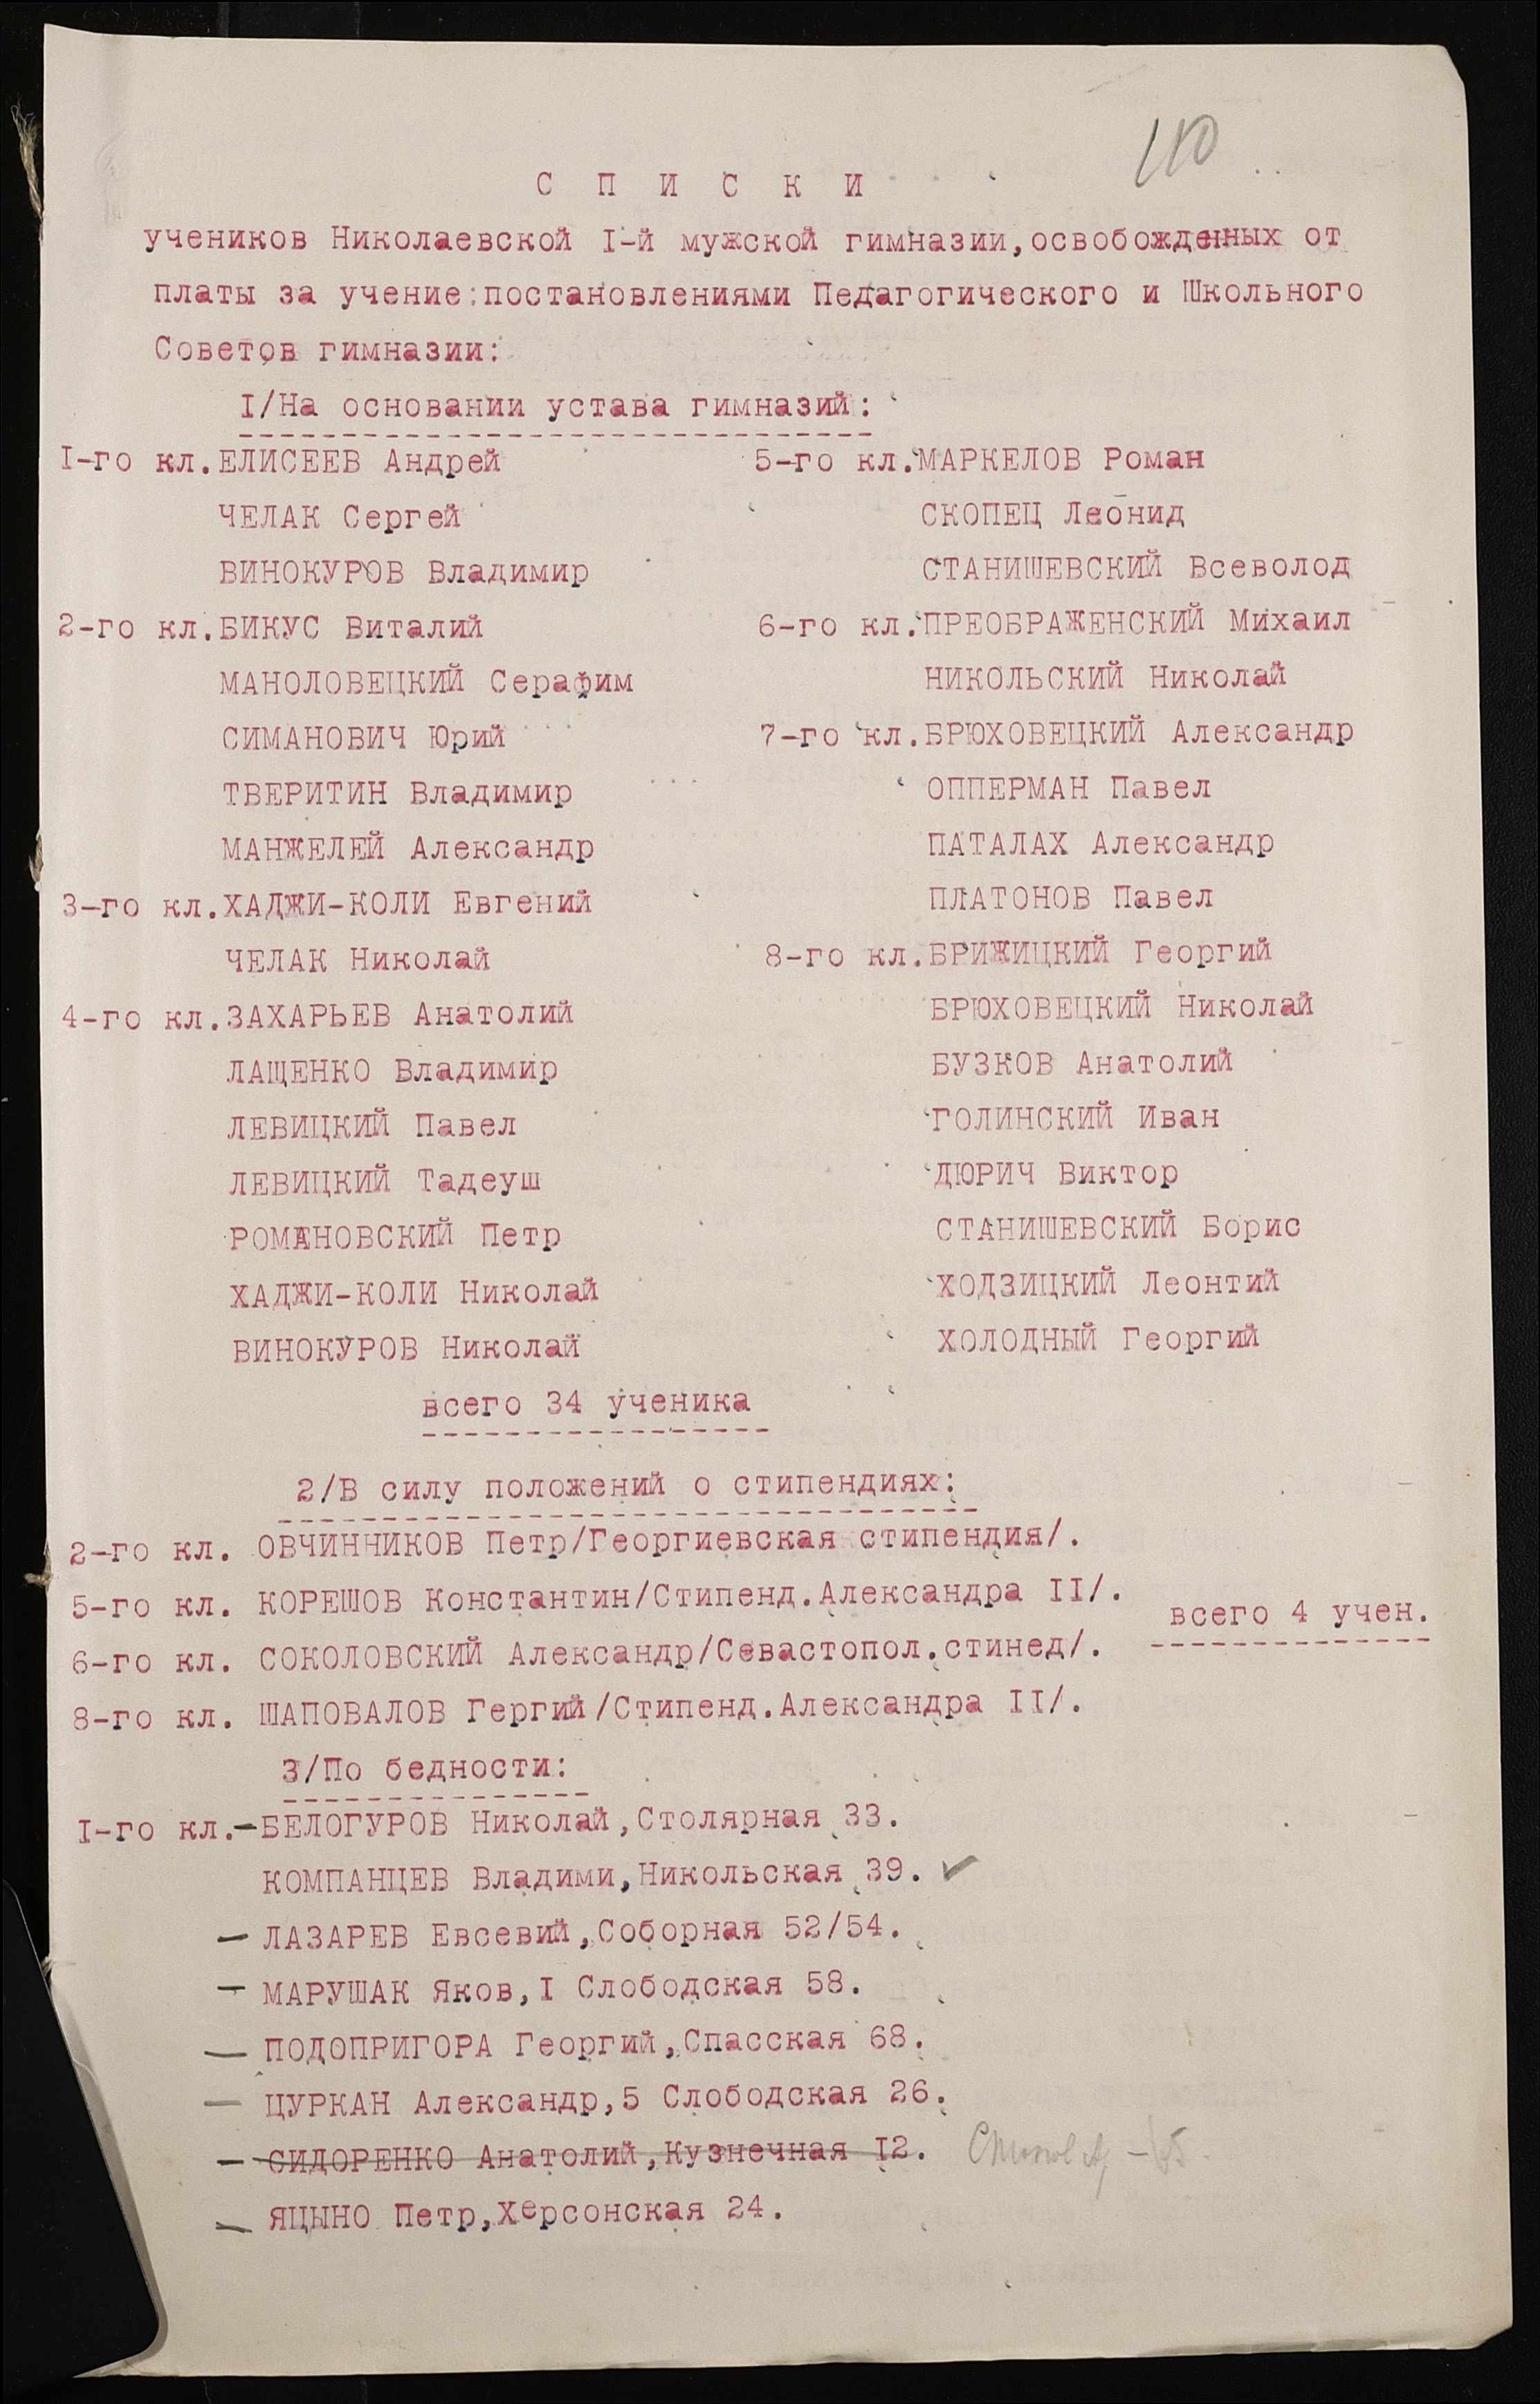 110
С П И С К И
учеников Николаевской I-й мужской гимназии,освобожденных от
платы за учение:постановлениями Педагогического и Школьного
Советов гимназии:
I/На основании устава гимназий:
I-го кл.ЕЛИСЕЕВ Андрей
ЧЕЛАК Сергей
ВИНОКУРОВ Владимир
2-го кл.БИКУС Виталий
МАНОЛОВЕЦКИЙ Серафим
СИМАНОВИЧ Юрий
ТВЕРИТИН Владимир
МАНЖЕЛЕЙ Александр
3-го кл.ХАДЖИ-КОЛИ Евгений
ЧЕЛАК Николай
4-го кл.ЗАХАРЬЕВ Анатолий
ЛАЩЕНКО Владимир
ЛЕВИЦКИЙ Павел
ЛЕВИЦКИЙ Тадеуш
РОМАНОВСКИЙ Петр
ХАДЖИ-КОЛИ Николай
ВИНОКУРОВ Николай
5-го кл.МАРКЕЛОВ Роман
СКОПЕЦ Леонид
СТАНИШЕВСКИЙ Всеволод
6-го кл.ПРЕОБРАЖЕНСКИЙ Михаил
НИКОЛЬСКИЙ Николай
7-го кл.БРЮХОВЕЦКИЙ Александр
ОППЕРМАН Павел
ПАТАЛАХ Александр
ПЛАТОНОВ Павел
8-го кл.БРИЖИЦКИЙ Георгий
БРЮХОВЕЦКИЙ Николай
БУЗКОВ Анатолий
ГОЛИНСКИЙ Иван
ДЮРИЧ Виктор
СТАНИШЕВСКИЙ Борис
ХОДЗИЦКИЙ Леонтий
ХОЛОДНЫЙ Георгий
всего 34 ученика
2/В силу положений о стипендиях:
2-го кл. ОВЧИННИКОВ Петр/Георгиевская стипендия/.
5-го кл. КОРЕШОВ Константин/Стипенд.Александра II/.
6-го кл. СОКОЛОВСКИЙ Александр/Севастопол.стинед/.
8-го кл. ШАПОВАЛОВ Гергий/Стипенд.Александра II/.
всего 4 учен.
3/По бедности:
I-го кл.-БЕЛОГУРОВ Николай,Столярная 33.
КОМПАНЦЕВ Владими,Никольская 39. ✓
— ЛАЗАРЕВ Евсевий,Соборная 52/54.
— МАРУШАК Яков,I Слободская 58.
— ПОДОПРИГОРА Георгий,Спасская 68.
— ЦУРКАН Александр,5 Слободская 26.
— СИДОРЕНКО Анатолий,Кузнечная I2.
— ЯЦЫНО Петр,Херсонская 24.